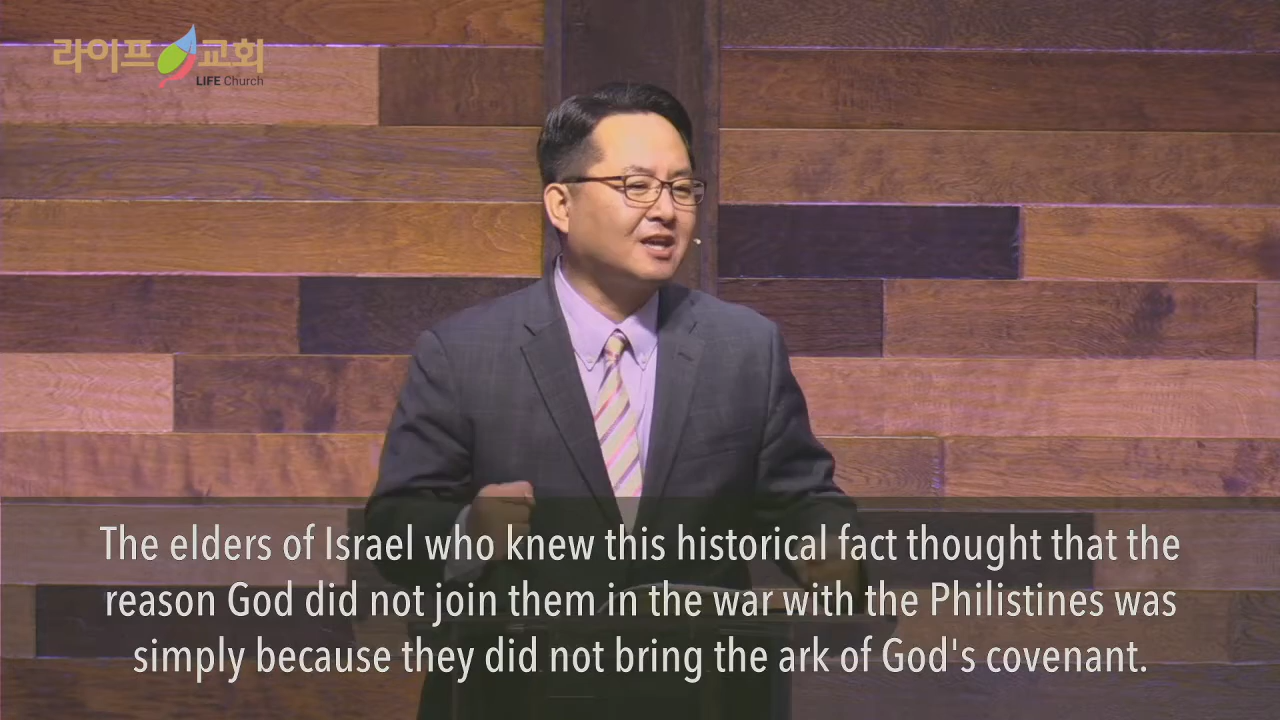 라이프교회
LIFE Church
The elders of Israel who knew this historical fact thought that the
reason God did not join them in the war with the Philistines was
simply because they did not bring the ark of God's covenant.